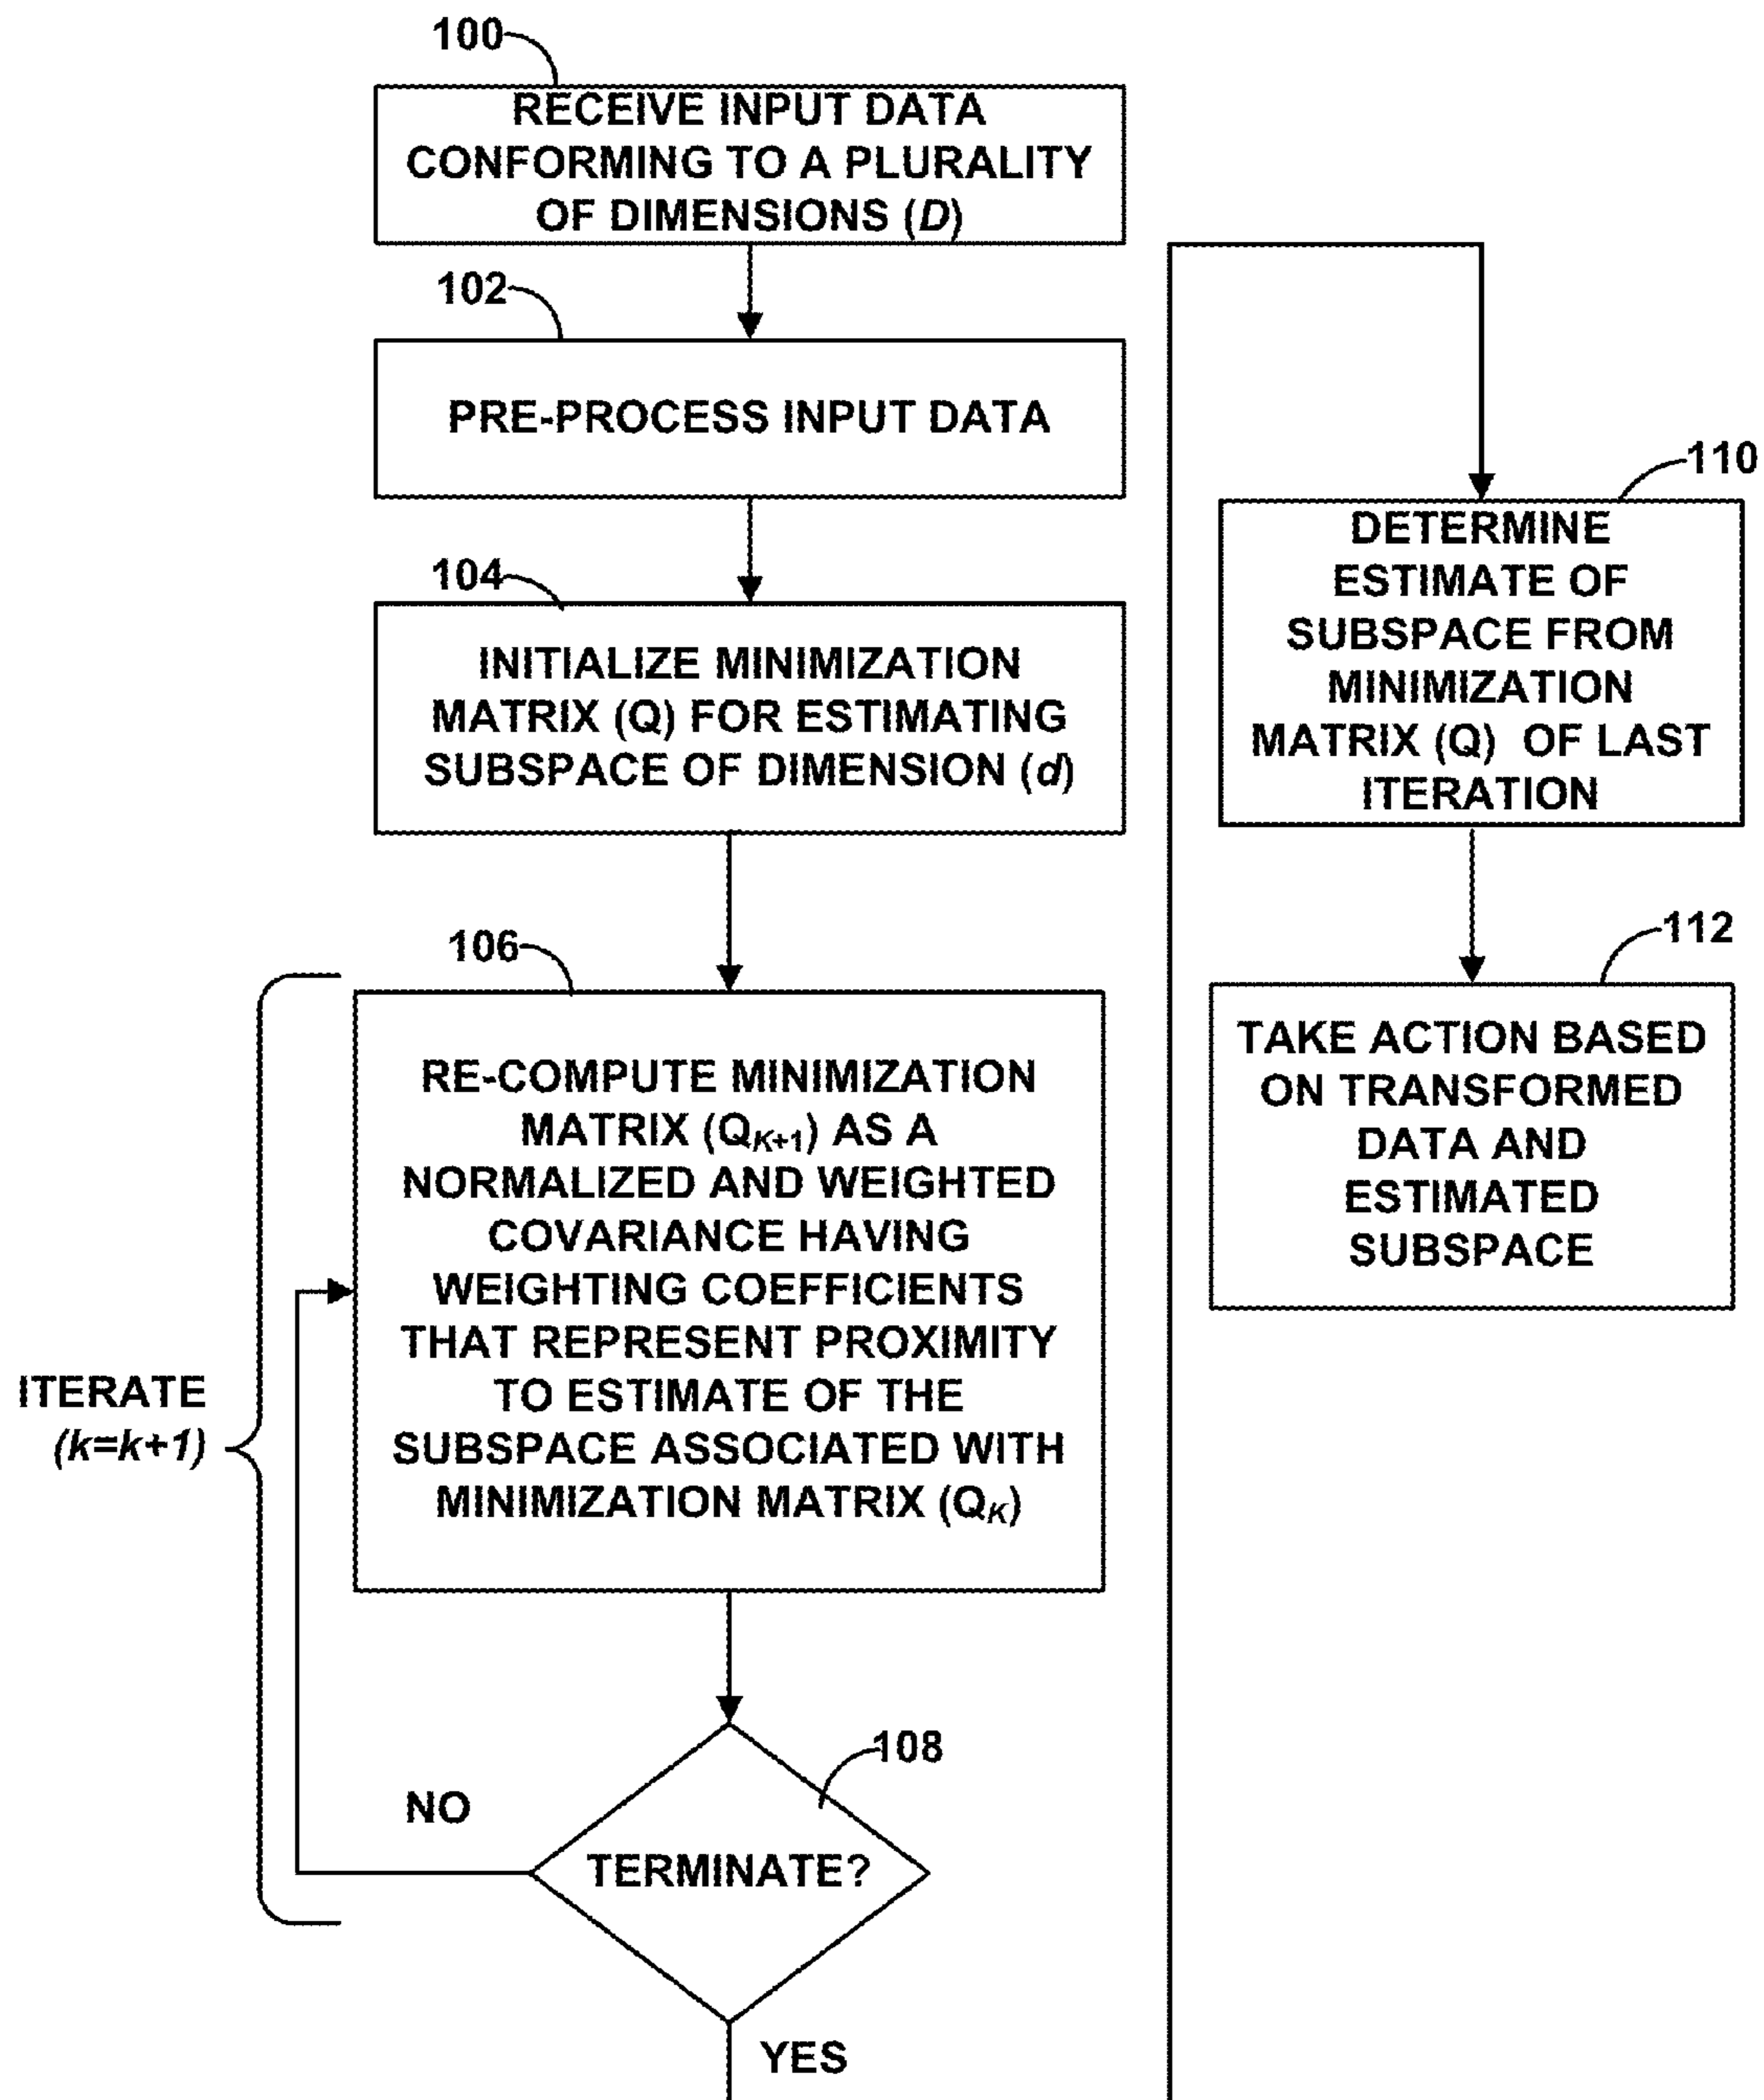 100
RECEIVE INPUT DATA
CONFORMING TO A PLURALITY
OF DIMENSIONS (D)
102
PRE-PROCESS INPUT DATA
104
INITIALIZE MINIMIZATION
MATRIX (Q) FOR ESTIMATING
SUBSPACE OF DIMENSION (d)
106
RE-COMPUTE MINIMIZATION
MATRIX (QK+1) AS A
NORMALIZED AND WEIGHTED
COVARIANCE HAVING
WEIGHTING COEFFICIENTS
THAT REPRESENT PROXIMITY
TO ESTIMATE OF THE
SUBSPACE ASSOCIATED WITH
MINIMIZATION MATRIX (QK)
ITERATE
(k=k+1)
108
TERMINATE?
NO
YES
110
DETERMINE
ESTIMATE OF
SUBSPACE FROM
MINIMIZATION
MATRIX (Q) OF LAST
ITERATION
112
TAKE ACTION BASED
ON TRANSFORMED
DATA AND
ESTIMATED
SUBSPACE